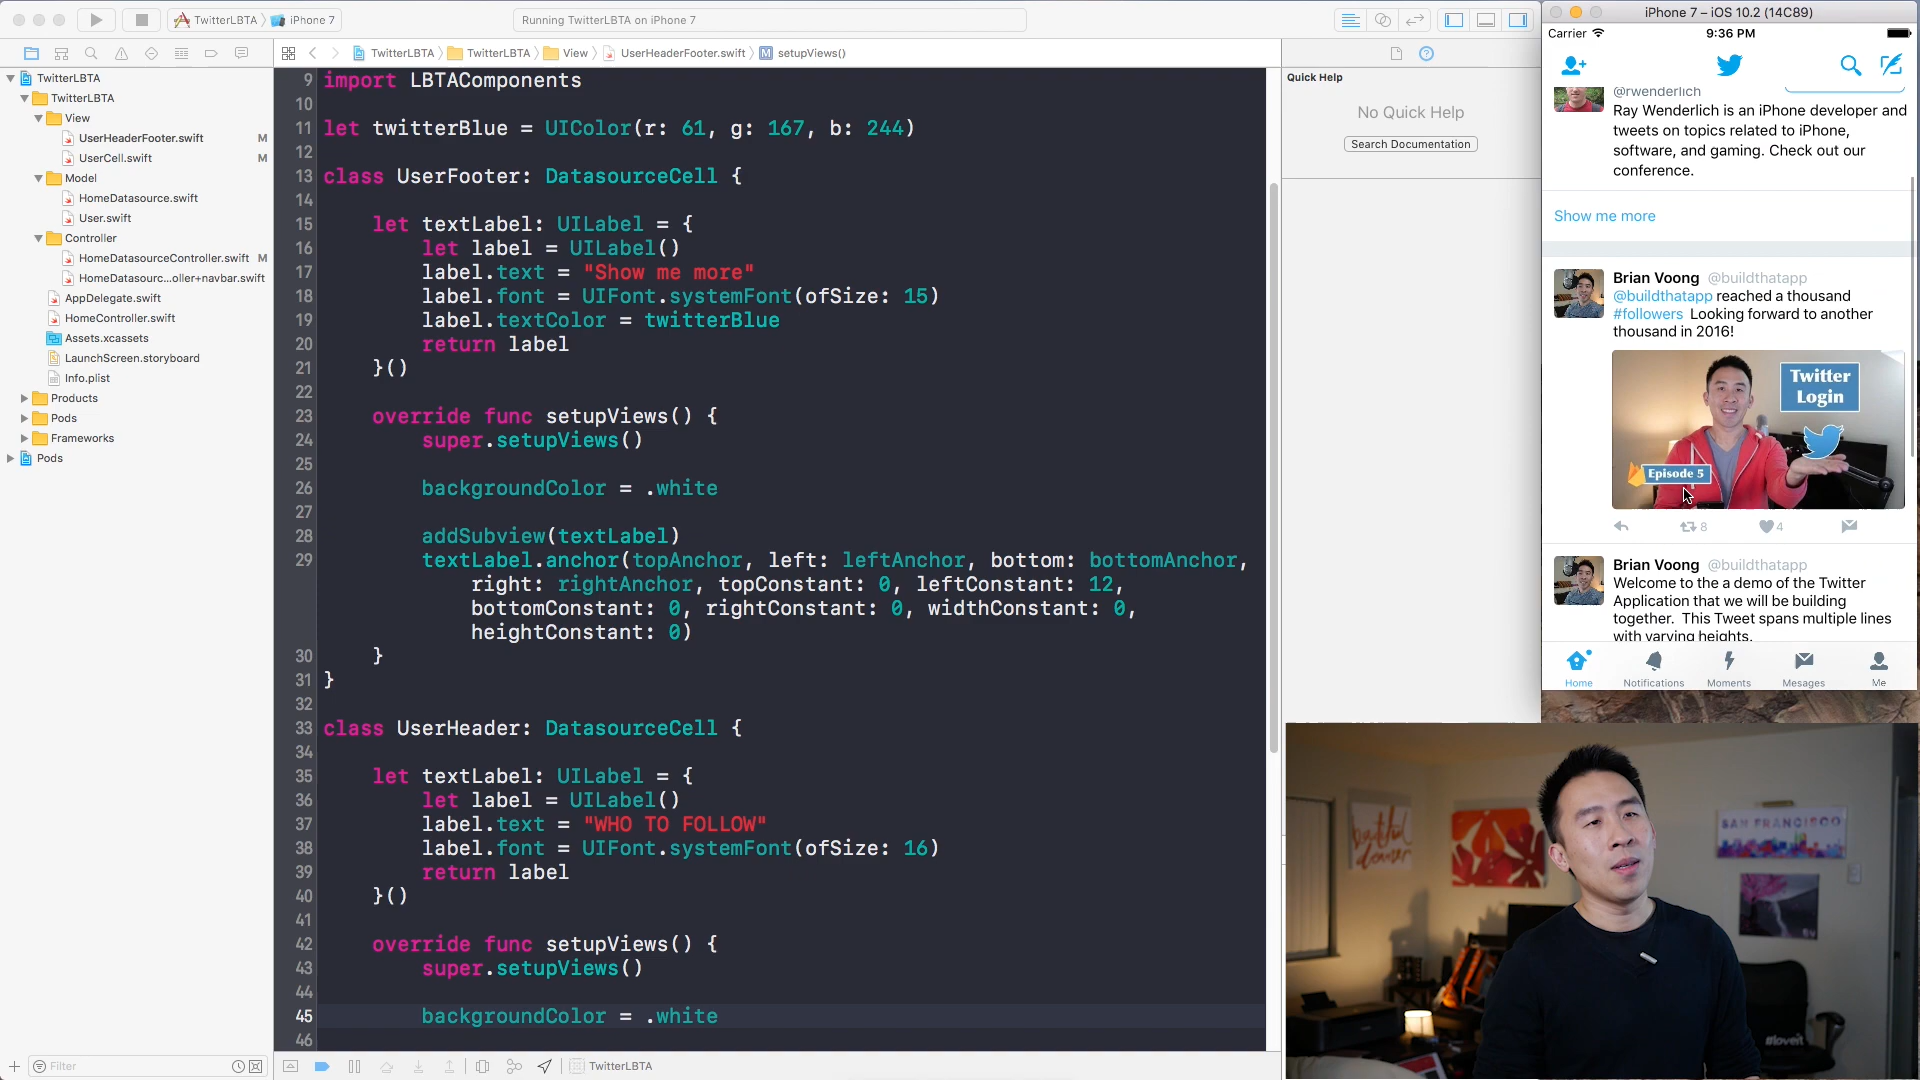 TwitterLBTA 〉 iPhone 7
Running TwitterLBTA on iPhone 7
TwitterLBTA 〉 TwitterLBTA 〉 View 〉 UserHeaderFooter.swift 〉 M setupViews()
TwitterLBTA
TwitterLBTA
View
UserHeaderFooter.swift M
UserCell.swift M
Model
HomeDatasource.swift
User.swift
Controller
HomeDatasourceController.swift M
HomeDatasourc...oller+navbar.swift
AppDelegate.swift
HomeController.swift
Assets.xcassets
LaunchScreen.storyboard
Info.plist
Products
Pods
Frameworks
Pods
Filter
9 import LBTAComponents
10
11 let twitterBlue = UIColor(r: 61, g: 167, b: 244)
12
13 class UserFooter: DatasourceCell {
14
15 let textLabel: UILabel = {
16 let label = UILabel()
17 label.text = "Show me more"
18 label.font = UIFont.systemFont(ofSize: 15)
19 label.textColor = twitterBlue
20 return label
21 }()
22
23 override func setupViews() {
24 super.setupViews()
25
26 backgroundColor = .white
27
28 addSubview(textLabel)
29 textLabel.anchor(topAnchor, left: leftAnchor, bottom: bottomAnchor,
right: rightAnchor, topConstant: 0, leftConstant: 12,
bottomConstant: 0, rightConstant: 0, widthConstant: 0,
heightConstant: 0)
30 }
31 }
32
33 class UserHeader: DatasourceCell {
34
35 let textLabel: UILabel = {
36 let label = UILabel()
37 label.text = "WHO TO FOLLOW"
38 label.font = UIFont.systemFont(ofSize: 16)
39 return label
40 }()
41
42 override func setupViews() {
43 super.setupViews()
44
45 backgroundColor = .white
46
TwitterLBTA
Quick Help
No Quick Help
Search Documentation
iPhone 7 – iOS 10.2 (14C89)
Carrier 9:36 PM
@rwenderlich
Ray Wenderlich is an iPhone developer and
tweets on topics related to iPhone,
software, and gaming. Check out our
conference.
Show me more
Brian Voong @buildthatapp
@buildthatapp reached a thousand
#followers Looking forward to another
thousand in 2016!
Twitter
Login
Episode 5
8 4
Brian Voong @buildthatapp
Welcome to the a demo of the Twitter
Application that we will be building
together. This Tweet spans multiple lines
with varying heights.
Home Notifications Moments Mesages Me
SAN FRANCISCO
#loveit